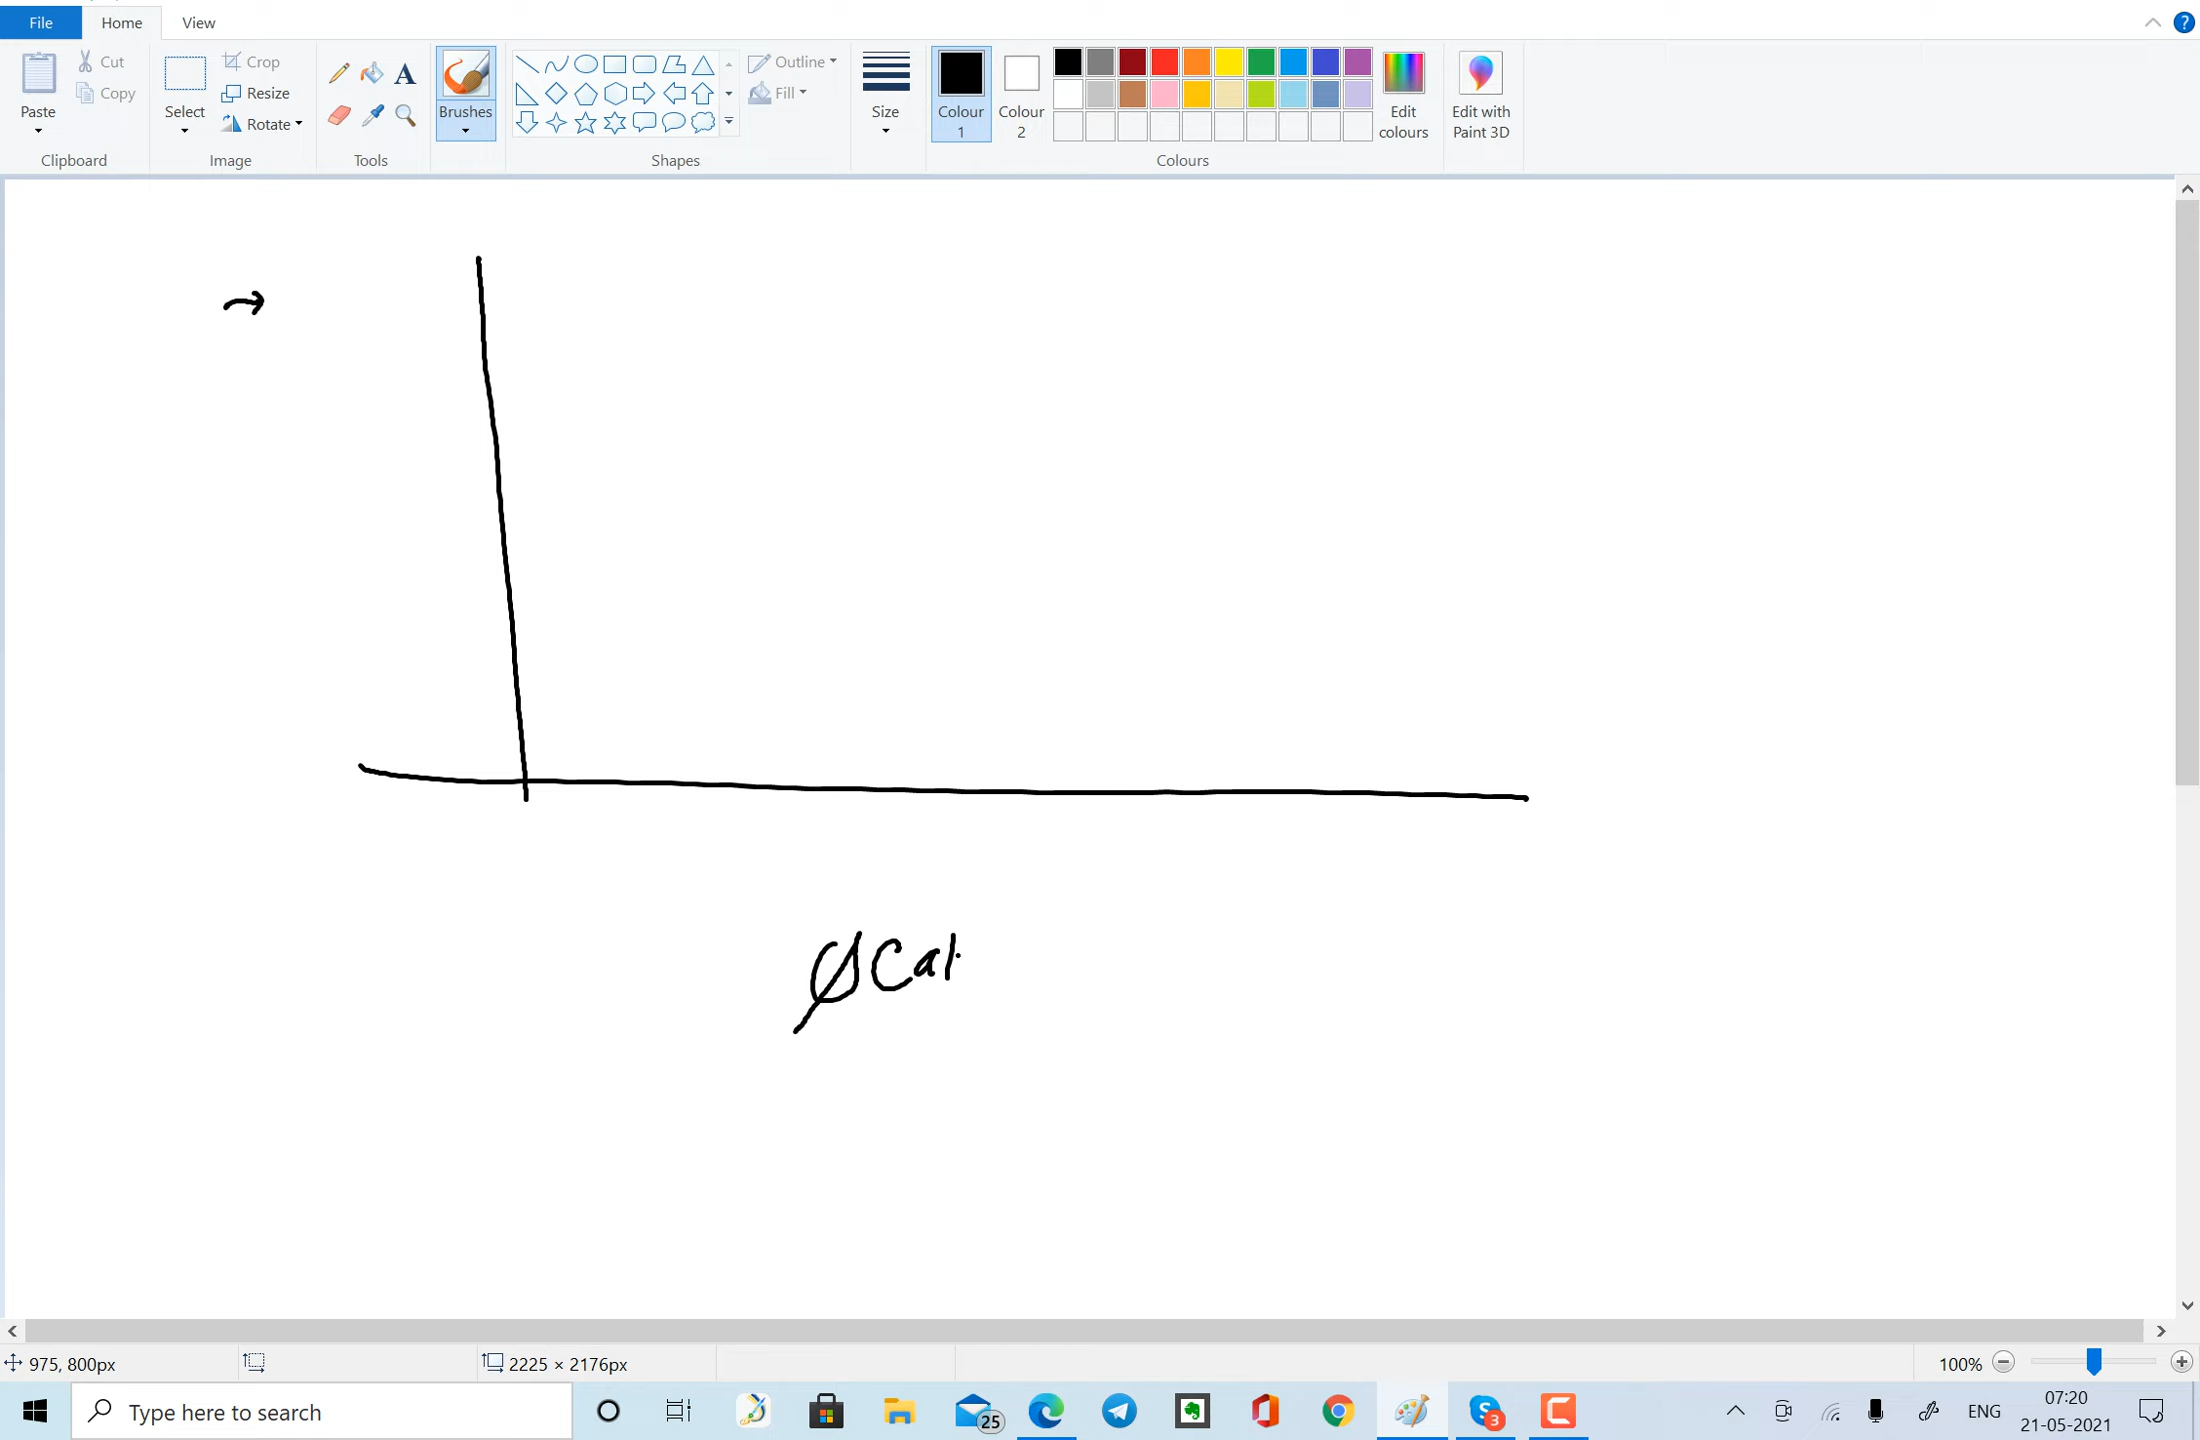 File Home View
Paste Cut Copy Clipboard
Select Crop Resize Rotate Image
A Tools
Brushes
Outline Fill Shapes
Size
Colour 1 Colour 2 Edit colours Colours
Edit with Paint 3D
?
→
975, 800px 2225 × 2176px 100%
Type here to search 25 S 3 ENG 07:20
21-05-2021